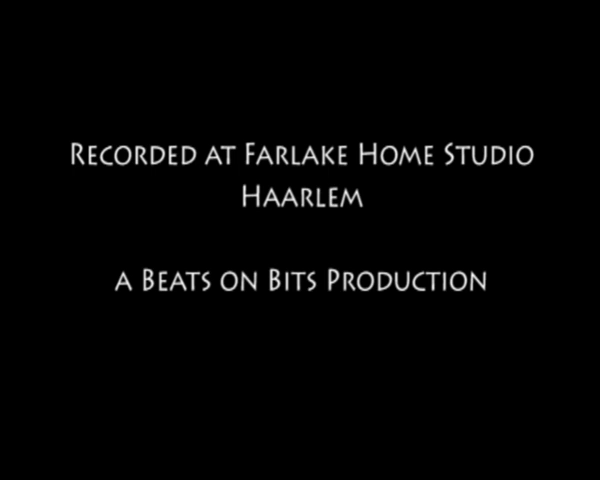 Recorded at Farlake Home Studio
Haarlem
a Beats on Bits Production